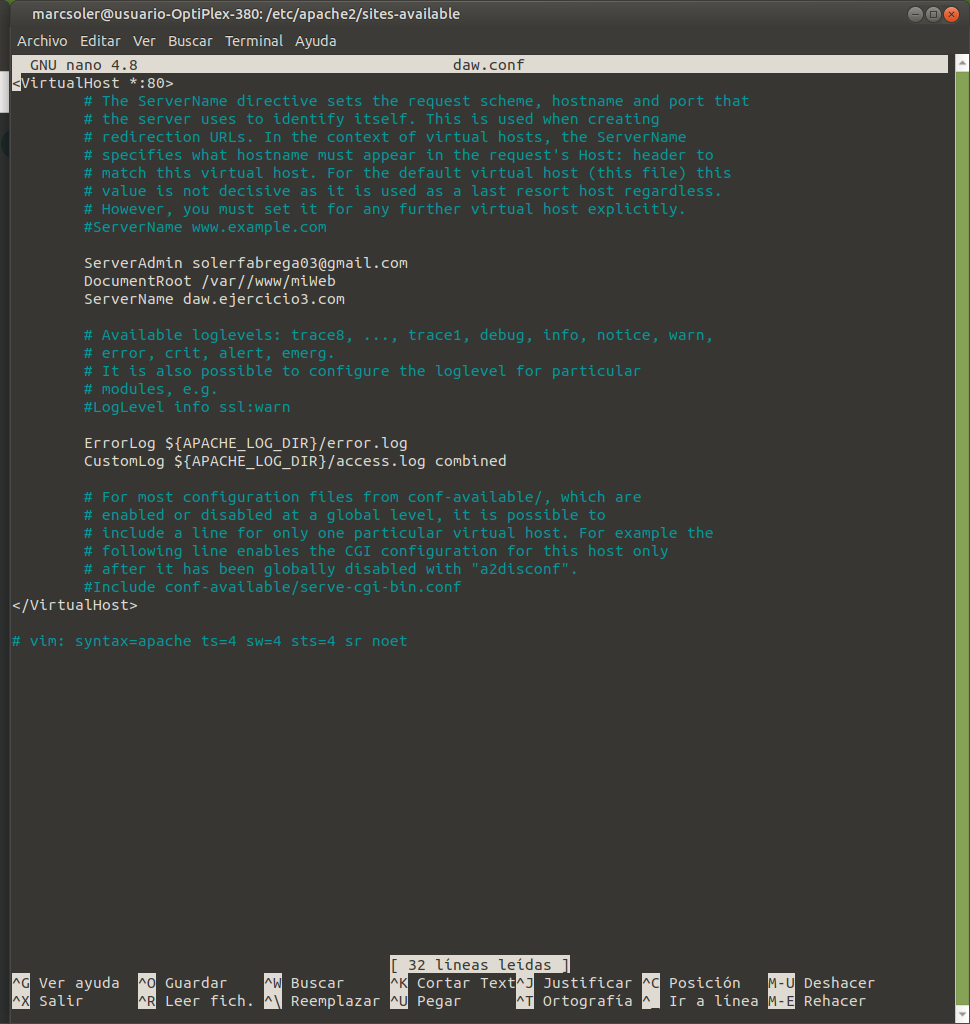 marcsoler@usuario-OptiPlex-380: /etc/apache2/sites-available
Archivo Editar Ver Buscar Terminal Ayuda
GNU nano 4.8 daw.conf
<VirtualHost *:80>
# The ServerName directive sets the request scheme, hostname and port that
# the server uses to identify itself. This is used when creating
# redirection URLs. In the context of virtual hosts, the ServerName
# specifies what hostname must appear in the request's Host: header to
# match this virtual host. For the default virtual host (this file) this
# value is not decisive as it is used as a last resort host regardless.
# However, you must set it for any further virtual host explicitly.
#ServerName www.example.com
ServerAdmin solerfabrega03@gmail.com
DocumentRoot /var//www/miWeb
ServerName daw.ejercicio3.com
# Available loglevels: trace8, ..., trace1, debug, info, notice, warn,
# error, crit, alert, emerg.
# It is also possible to configure the loglevel for particular
# modules, e.g.
#LogLevel info ssl:warn
ErrorLog ${APACHE_LOG_DIR}/error.log
CustomLog ${APACHE_LOG_DIR}/access.log combined
# For most configuration files from conf-available/, which are
# enabled or disabled at a global level, it is possible to
# include a line for only one particular virtual host. For example the
# following line enables the CGI configuration for this host only
# after it has been globally disabled with "a2disconf".
#Include conf-available/serve-cgi-bin.conf
</VirtualHost>
# vim: syntax=apache ts=4 sw=4 sts=4 sr noet
[ 32 líneas leídas ]
^G Ver ayuda ^O Guardar ^W Buscar ^K Cortar Text ^J Justificar ^C Posición M-U Deshacer
^X Salir ^R Leer fich. ^\ Reemplazar ^U Pegar ^T Ortografía ^_ Ir a línea M-E Rehacer